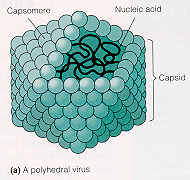 Capsomere
Nucleic acid
Capsid
(a) A polyhedral virus